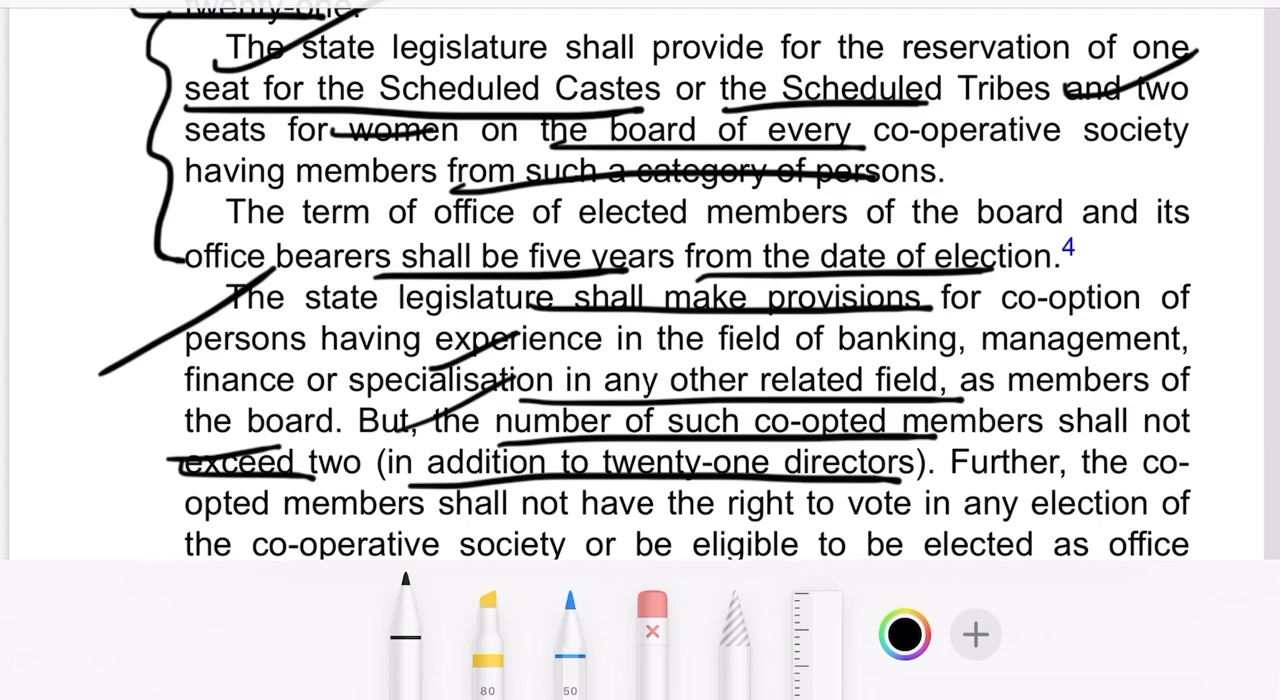 twenty-one.
The state legislature shall provide for the reservation of one
seat for the Scheduled Castes or the Scheduled Tribes and two
seats for women on the board of every co-operative society
having members from such a category of persons.
The term of office of elected members of the board and its
office bearers shall be five years from the date of election.4
The state legislature shall make provisions for co-option of
persons having experience in the field of banking, management,
finance or specialisation in any other related field, as members of
the board. But, the number of such co-opted members shall not
exceed two (in addition to twenty-one directors). Further, the co-
opted members shall not have the right to vote in any election of
the co-operative society or be eligible to be elected as office
80
50